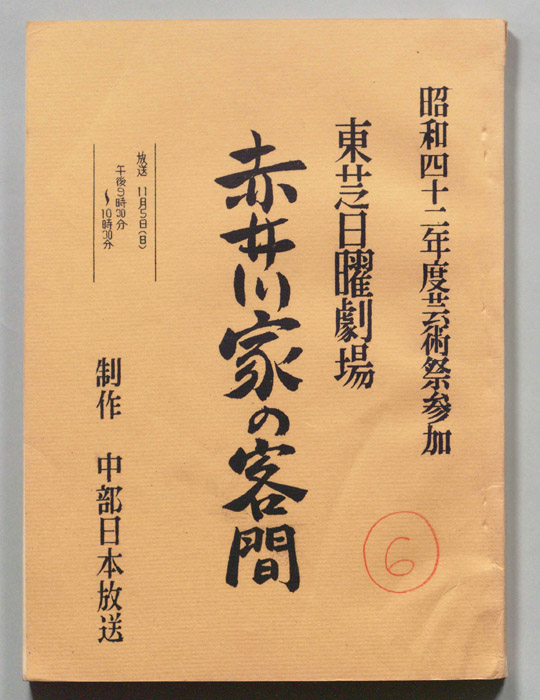 昭和四十二年度芸術祭参加
東芝日曜劇場
赤井川家の客間
放送 11月5日(日)
午後9時30分
〜10時30分
制作 中部日本放送
6